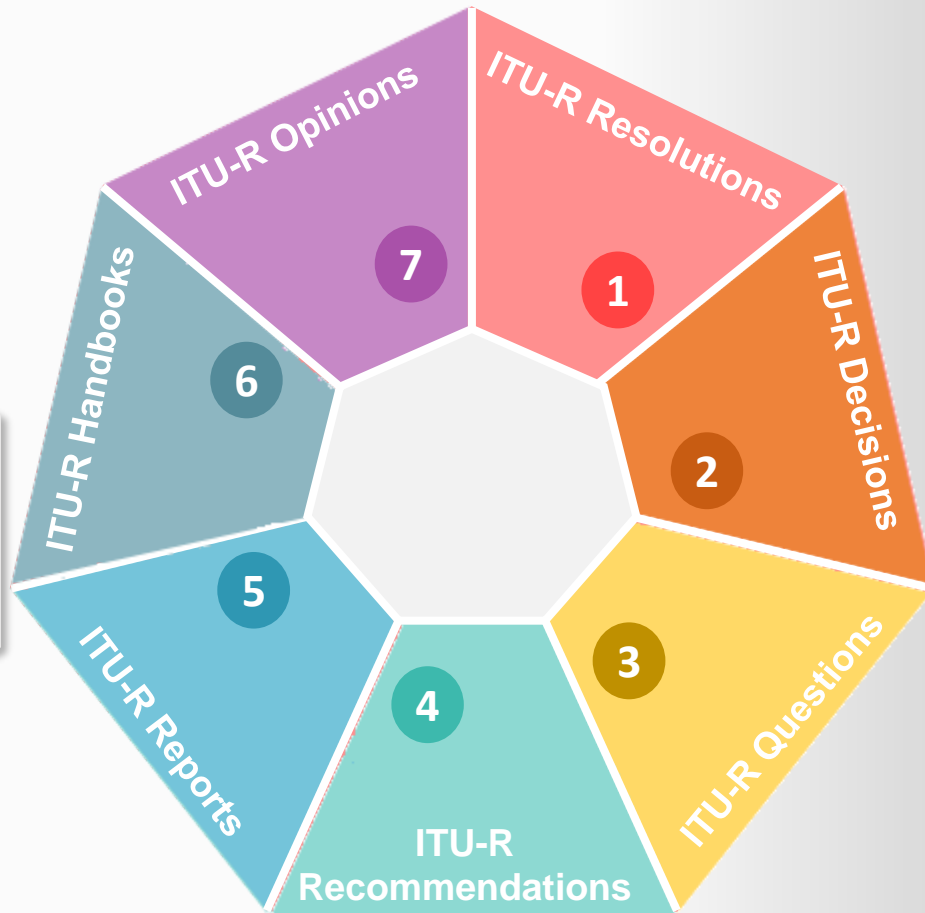 ITU-R Resolutions
1
ITU-R Decisions
2
ITU-R Questions
3
4
ITU-R
Recommendations
5
ITU-R Reports
6
ITU-R Handbooks
7
ITU-R Opinions